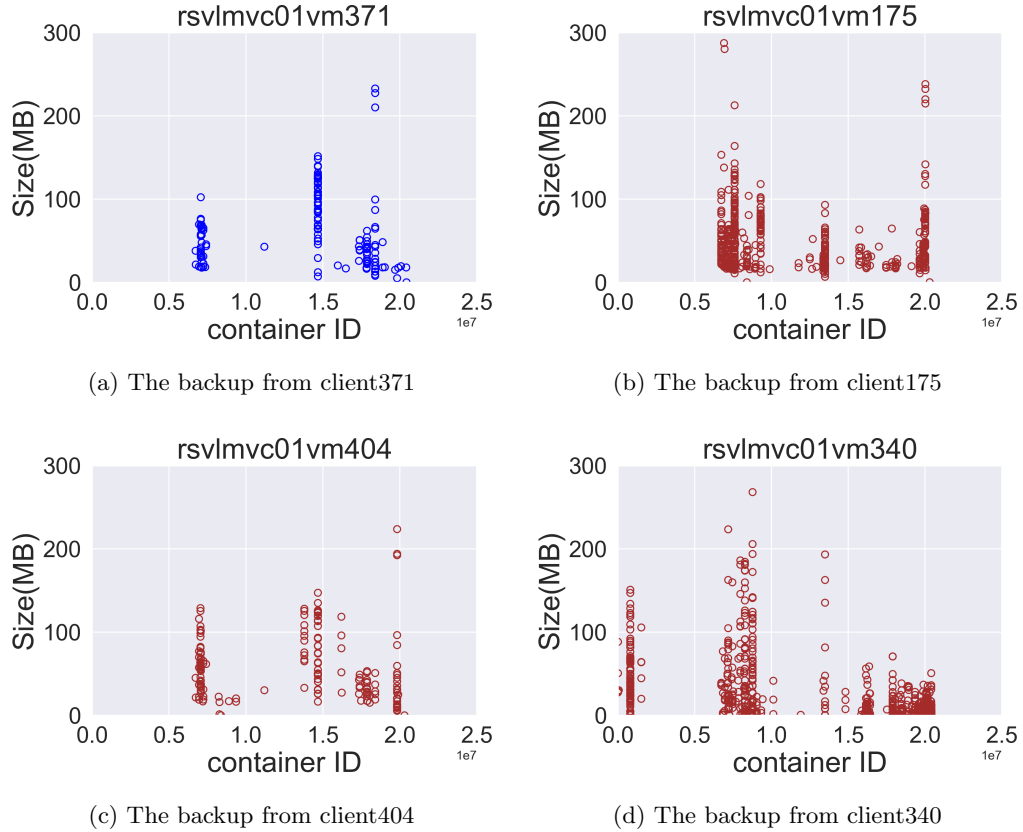 rsvlmvc01vm371
300
200
100
0
Size(MB)
0.0 0.5 1.0 1.5 2.0 2.5
1e7
container ID
(a) The backup from client371
rsvlmvc01vm175
300
200
100
0
Size(MB)
0.0 0.5 1.0 1.5 2.0 2.5
1e7
container ID
(b) The backup from client175
rsvlmvc01vm404
300
200
100
0
Size(MB)
0.0 0.5 1.0 1.5 2.0 2.5
1e7
container ID
(c) The backup from client404
rsvlmvc01vm340
300
200
100
0
Size(MB)
0.0 0.5 1.0 1.5 2.0 2.5
1e7
container ID
(d) The backup from client340